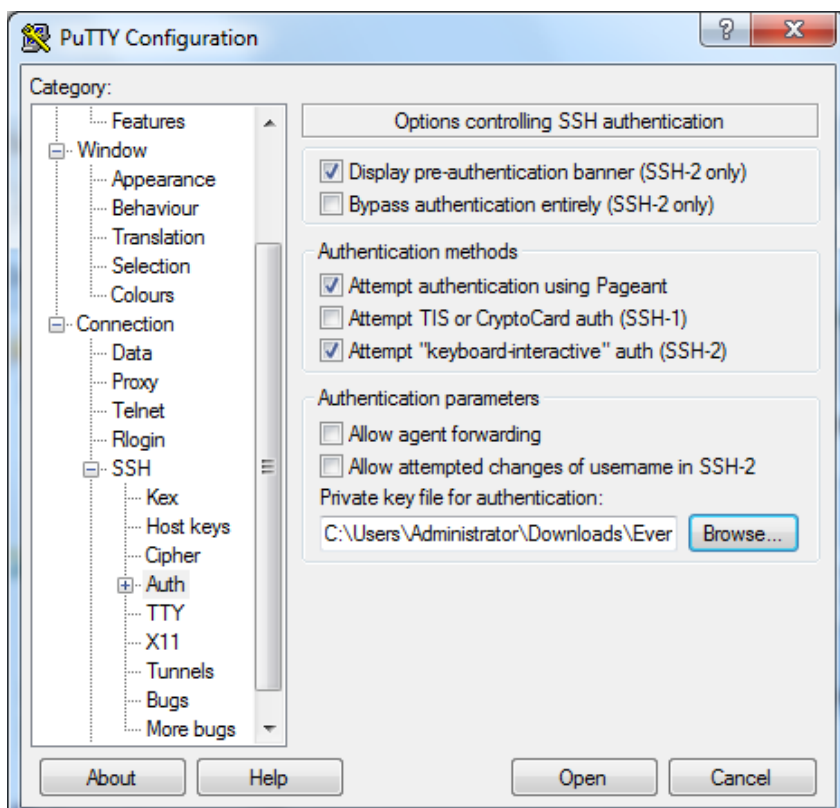 PuTTY Configuration
Category:
Features
Window
Appearance
Behaviour
Translation
Selection
Colours
Connection
Data
Proxy
Telnet
Rlogin
SSH
Kex
Host keys
Cipher
Auth
TTY
X11
Tunnels
Bugs
More bugs
Options controlling SSH authentication
Display pre-authentication banner (SSH-2 only)
Bypass authentication entirely (SSH-2 only)
Authentication methods
Attempt authentication using Pageant
Attempt TIS or CryptoCard auth (SSH-1)
Attempt "keyboard-interactive" auth (SSH-2)
Authentication parameters
Allow agent forwarding
Allow attempted changes of username in SSH-2
Private key file for authentication:
C:\Users\Administrator\Downloads\Ever Browse...
About Help Open Cancel